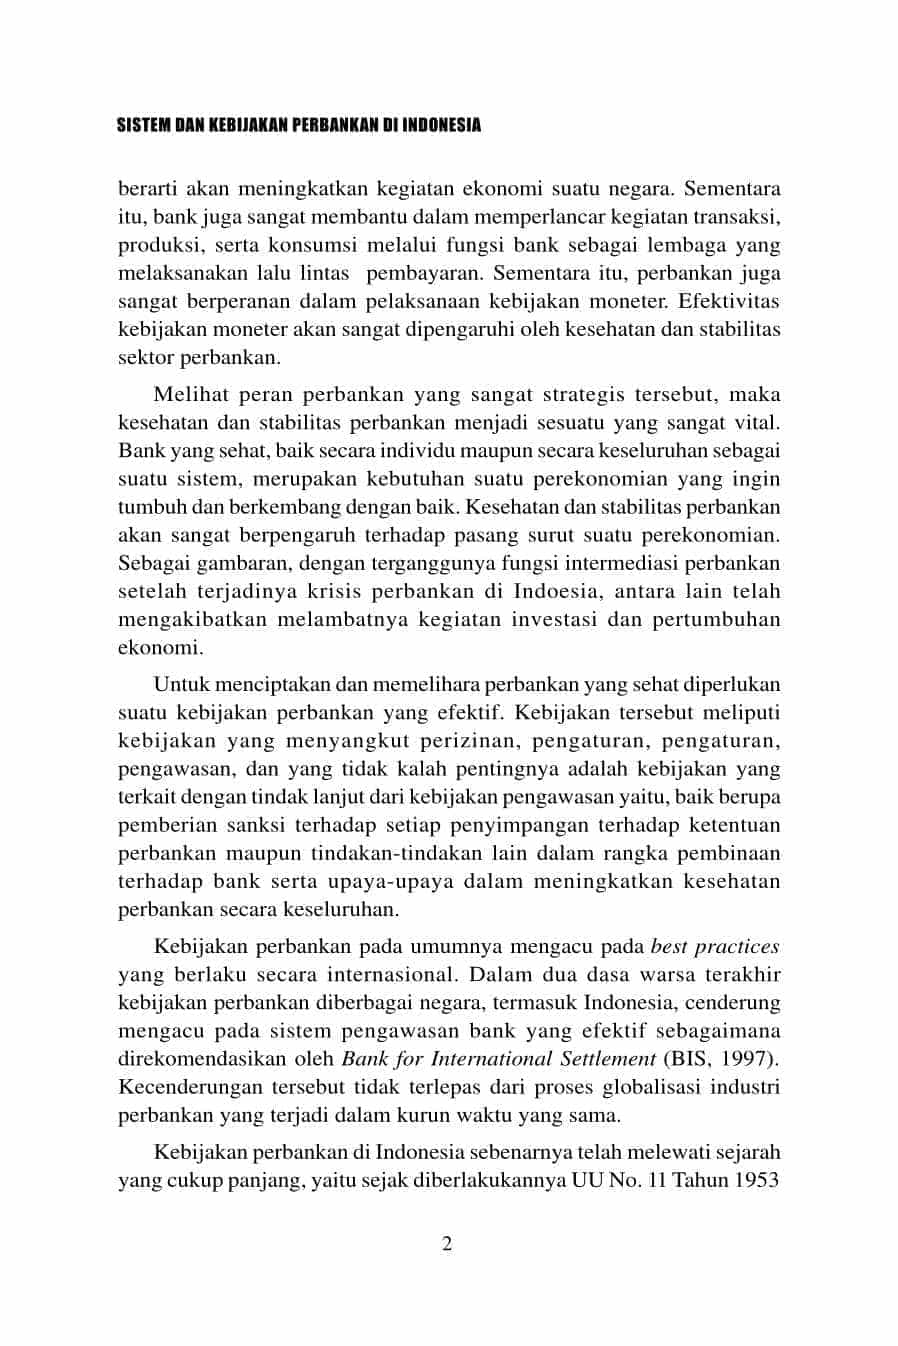 SISTEM DAN KEBIJAKAN PERBANKAN DI INDONESIA
berarti akan meningkatkan kegiatan ekonomi suatu negara. Sementara
itu, bank juga sangat membantu dalam memperlancar kegiatan transaksi,
produksi, serta konsumsi melalui fungsi bank sebagai lembaga yang
melaksanakan lalu lintas  pembayaran. Sementara itu, perbankan juga
sangat berperanan dalam pelaksanaan kebijakan moneter. Efektivitas
kebijakan moneter akan sangat dipengaruhi oleh kesehatan dan stabilitas
sektor perbankan.
Melihat peran perbankan yang sangat strategis tersebut, maka
kesehatan dan stabilitas perbankan menjadi sesuatu yang sangat vital.
Bank yang sehat, baik secara individu maupun secara keseluruhan sebagai
suatu sistem, merupakan kebutuhan suatu perekonomian yang ingin
tumbuh dan berkembang dengan baik. Kesehatan dan stabilitas perbankan
akan sangat berpengaruh terhadap pasang surut suatu perekonomian.
Sebagai gambaran, dengan terganggunya fungsi intermediasi perbankan
setelah terjadinya krisis perbankan di Indoesia, antara lain telah
mengakibatkan melambatnya kegiatan investasi dan pertumbuhan
ekonomi.
Untuk menciptakan dan memelihara perbankan yang sehat diperlukan
suatu kebijakan perbankan yang efektif. Kebijakan tersebut meliputi
kebijakan yang menyangkut perizinan, pengaturan, pengaturan,
pengawasan, dan yang tidak kalah pentingnya adalah kebijakan yang
terkait dengan tindak lanjut dari kebijakan pengawasan yaitu, baik berupa
pemberian sanksi terhadap setiap penyimpangan terhadap ketentuan
perbankan maupun tindakan-tindakan lain dalam rangka pembinaan
terhadap bank serta upaya-upaya dalam meningkatkan kesehatan
perbankan secara keseluruhan.
Kebijakan perbankan pada umumnya mengacu pada best practices
yang berlaku secara internasional. Dalam dua dasa warsa terakhir
kebijakan perbankan diberbagai negara, termasuk Indonesia, cenderung
mengacu pada sistem pengawasan bank yang efektif sebagaimana
direkomendasikan oleh Bank for International Settlement (BIS, 1997).
Kecenderungan tersebut tidak terlepas dari proses globalisasi industri
perbankan yang terjadi dalam kurun waktu yang sama.
Kebijakan perbankan di Indonesia sebenarnya telah melewati sejarah
yang cukup panjang, yaitu sejak diberlakukannya UU No. 11 Tahun 1953
2